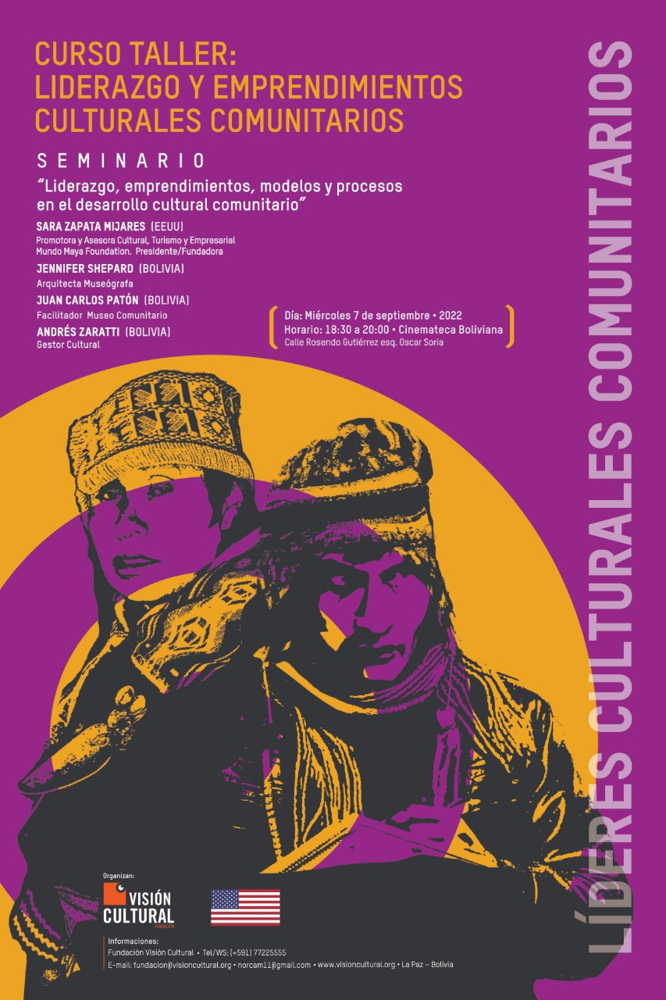 CURSO TALLER:
LIDERAZGO Y EMPRENDIMIENTOS
CULTURALES COMUNITARIOS
SEMINARIO
“Liderazgo, emprendimientos, modelos y procesos
en el desarrollo cultural comunitario”
SARA ZAPATA MIJARES (EEUU)
Promotora y Asesora Cultural, Turismo y Empresarial
Mundo Maya Foundation. Presidente/Fundadora
JENNIFER SHEPARD (BOLIVIA)
Arquitecta Museógrafa
JUAN CARLOS PATÓN (BOLIVIA)
Facilitador Museo Comunitario
ANDRÉS ZARATTI (BOLIVIA)
Gestor Cultural
Día: Miércoles 7 de septiembre • 2022
Horario: 18:30 a 20:00 • Cinemateca Boliviana
Calle Rosendo Gutiérrez esq. Oscar Soria
LÍDERES CULTURALES COMUNITARIOS
Organizan:
VISIÓN
CULTURAL
FUNDACIÓN
Informaciones:
Fundación Visión Cultural • Tel/WS: (+591) 77225555
E-mail: fundacion@visioncultural.org • norcam11@gmail.com • www.visioncultural.org • La Paz – Bolivia